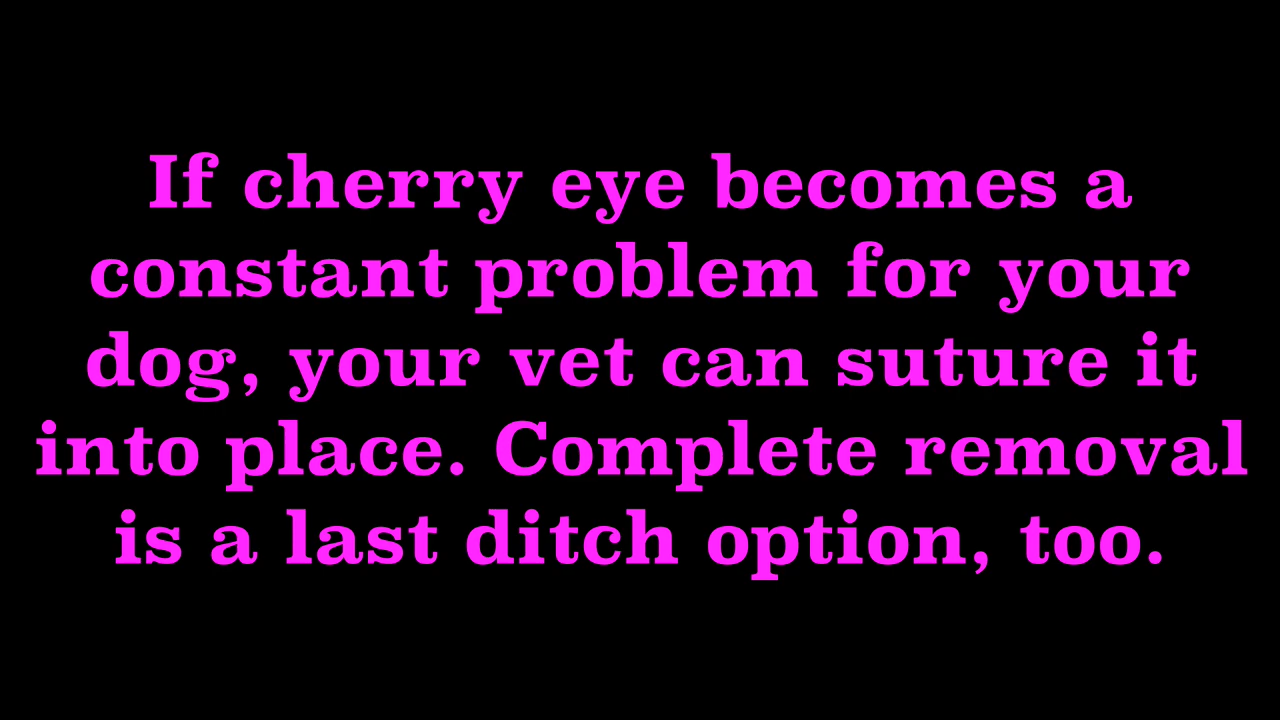 If cherry eye becomes a
constant problem for your
dog, your vet can suture it
into place. Complete removal
is a last ditch option, too.